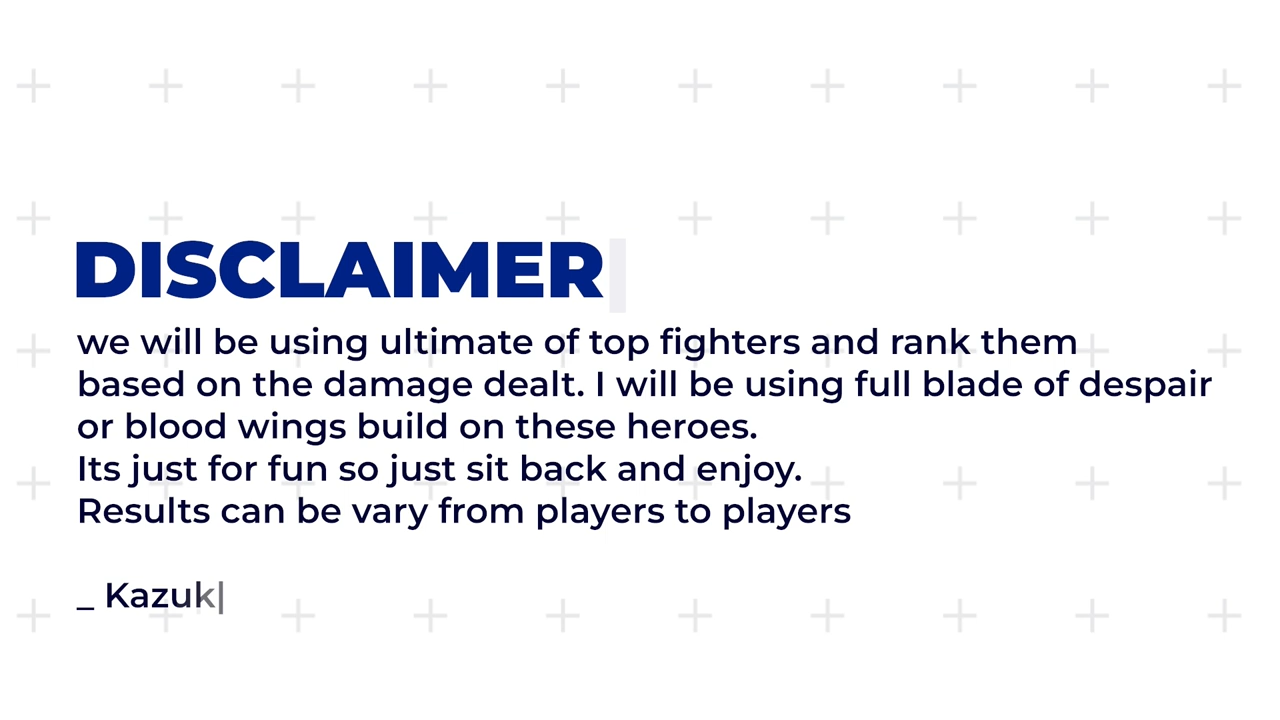 DISCLAIMER
we will be using ultimate of top fighters and rank them
based on the damage dealt. I will be using full blade of despair
or blood wings build on these heroes.
Its just for fun so just sit back and enjoy.
Results can be vary from players to players
_ Kazuk